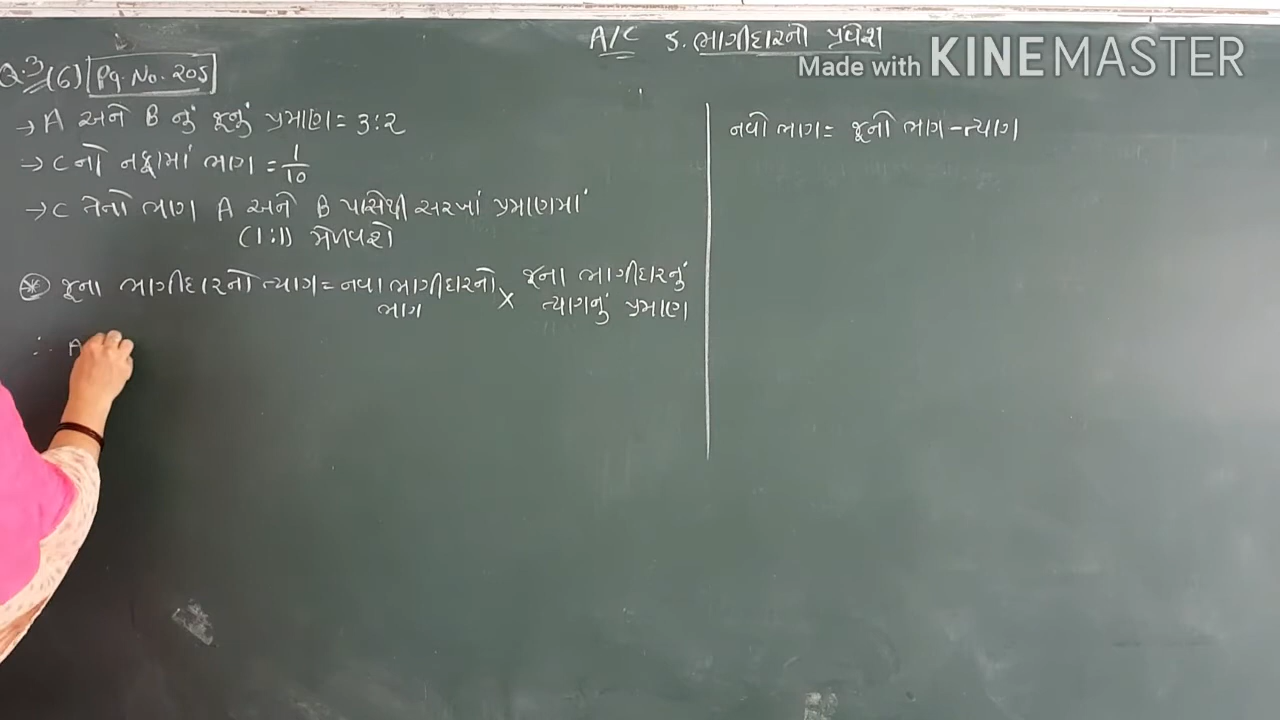 A/C 5. ભાગીદારનો પ્રવેશ
Made with KINEMASTER
Q.3 (6) Pg. No. 205
→ A અને B નું જૂનું પ્રમાણ = 3:2
→ C નો નફામાં ભાગ = 1/10
→ C તેનો ભાગ A અને B પાસેથી સરખાં પ્રમાણમાં
(1:1) મેળવશે
* જૂના ભાગીદારનો ત્યાગ = નવા ભાગીદારનો ભાગ × જૂના ભાગીદારનું ત્યાગનું પ્રમાણ
∴ A
નવો ભાગ = જૂનો ભાગ - ત્યાગ